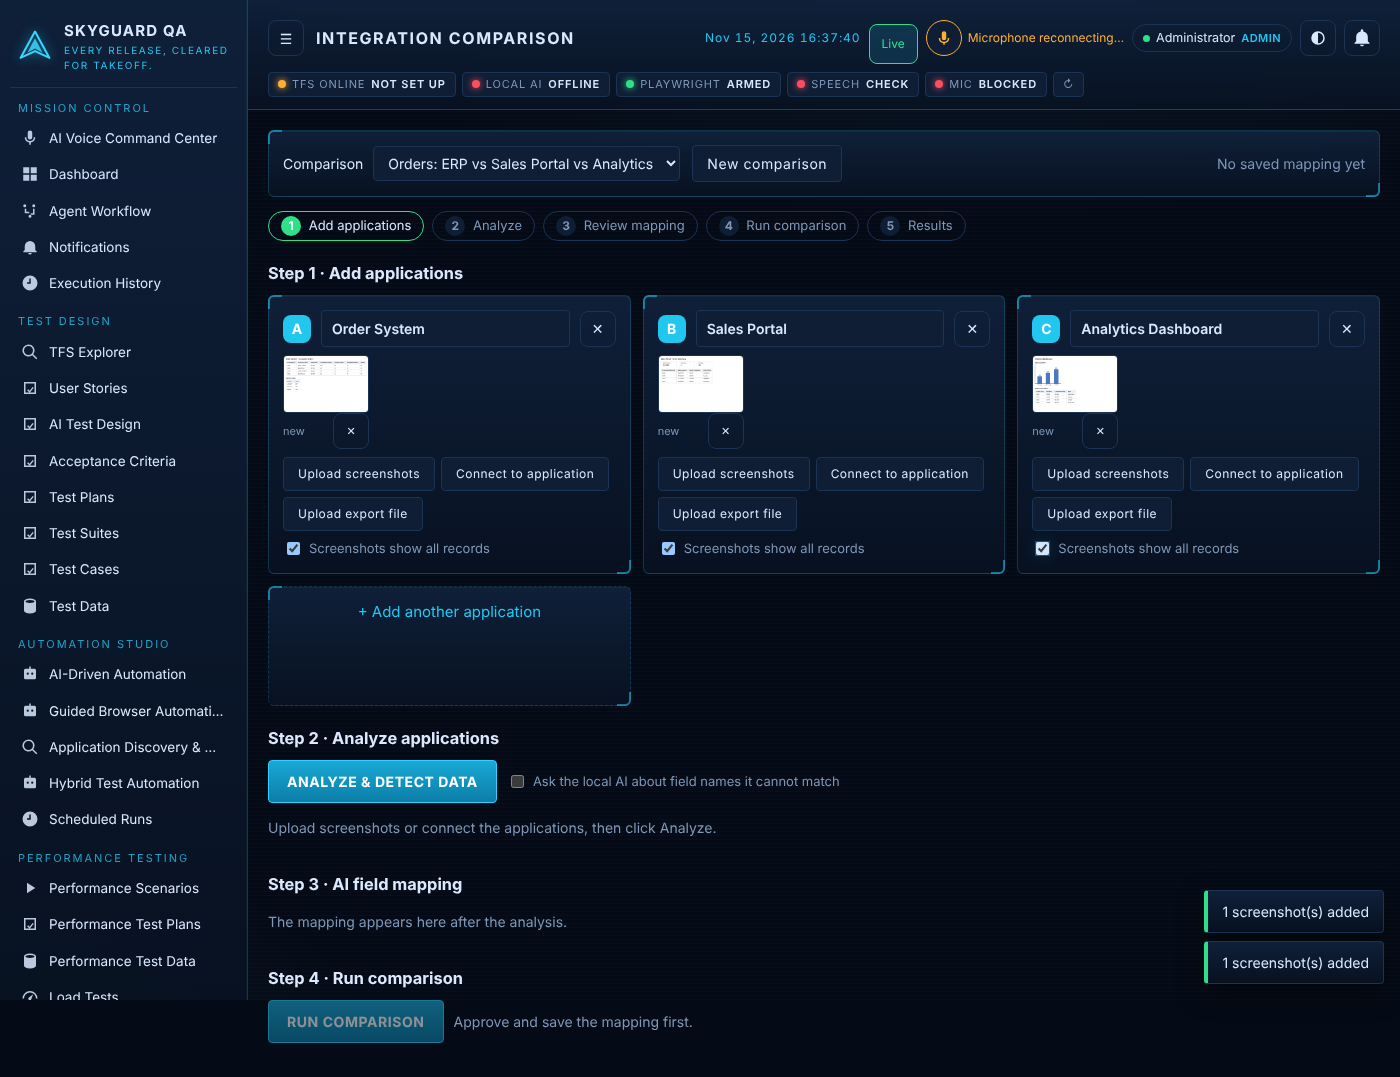 SKYGUARD QA
EVERY RELEASE, CLEARED
FOR TAKEOFF.
MISSION CONTROL
AI Voice Command Center
Dashboard
Agent Workflow
Notifications
Execution History
TEST DESIGN
TFS Explorer
User Stories
AI Test Design
Acceptance Criteria
Test Plans
Test Suites
Test Cases
Test Data
AUTOMATION STUDIO
AI-Driven Automation
Guided Browser Automati...
Application Discovery & ...
Hybrid Test Automation
Scheduled Runs
PERFORMANCE TESTING
Performance Scenarios
Performance Test Plans
Performance Test Data
Load Tests
INTEGRATION COMPARISON
Nov 15, 2026 16:37:40
Live
Microphone reconnecting...
Administrator ADMIN
TFS ONLINE NOT SET UP
LOCAL AI OFFLINE
PLAYWRIGHT ARMED
SPEECH CHECK
MIC BLOCKED
Comparison
Orders: ERP vs Sales Portal vs Analytics
New comparison
No saved mapping yet
1 Add applications
2 Analyze
3 Review mapping
4 Run comparison
5 Results
Step 1 · Add applications
A Order System
new
Upload screenshots
Connect to application
Upload export file
Screenshots show all records
B Sales Portal
new
Upload screenshots
Connect to application
Upload export file
Screenshots show all records
C Analytics Dashboard
new
Upload screenshots
Connect to application
Upload export file
Screenshots show all records
+ Add another application
Step 2 · Analyze applications
ANALYZE & DETECT DATA
Ask the local AI about field names it cannot match
Upload screenshots or connect the applications, then click Analyze.
Step 3 · AI field mapping
The mapping appears here after the analysis.
Step 4 · Run comparison
RUN COMPARISON
Approve and save the mapping first.
1 screenshot(s) added
1 screenshot(s) added